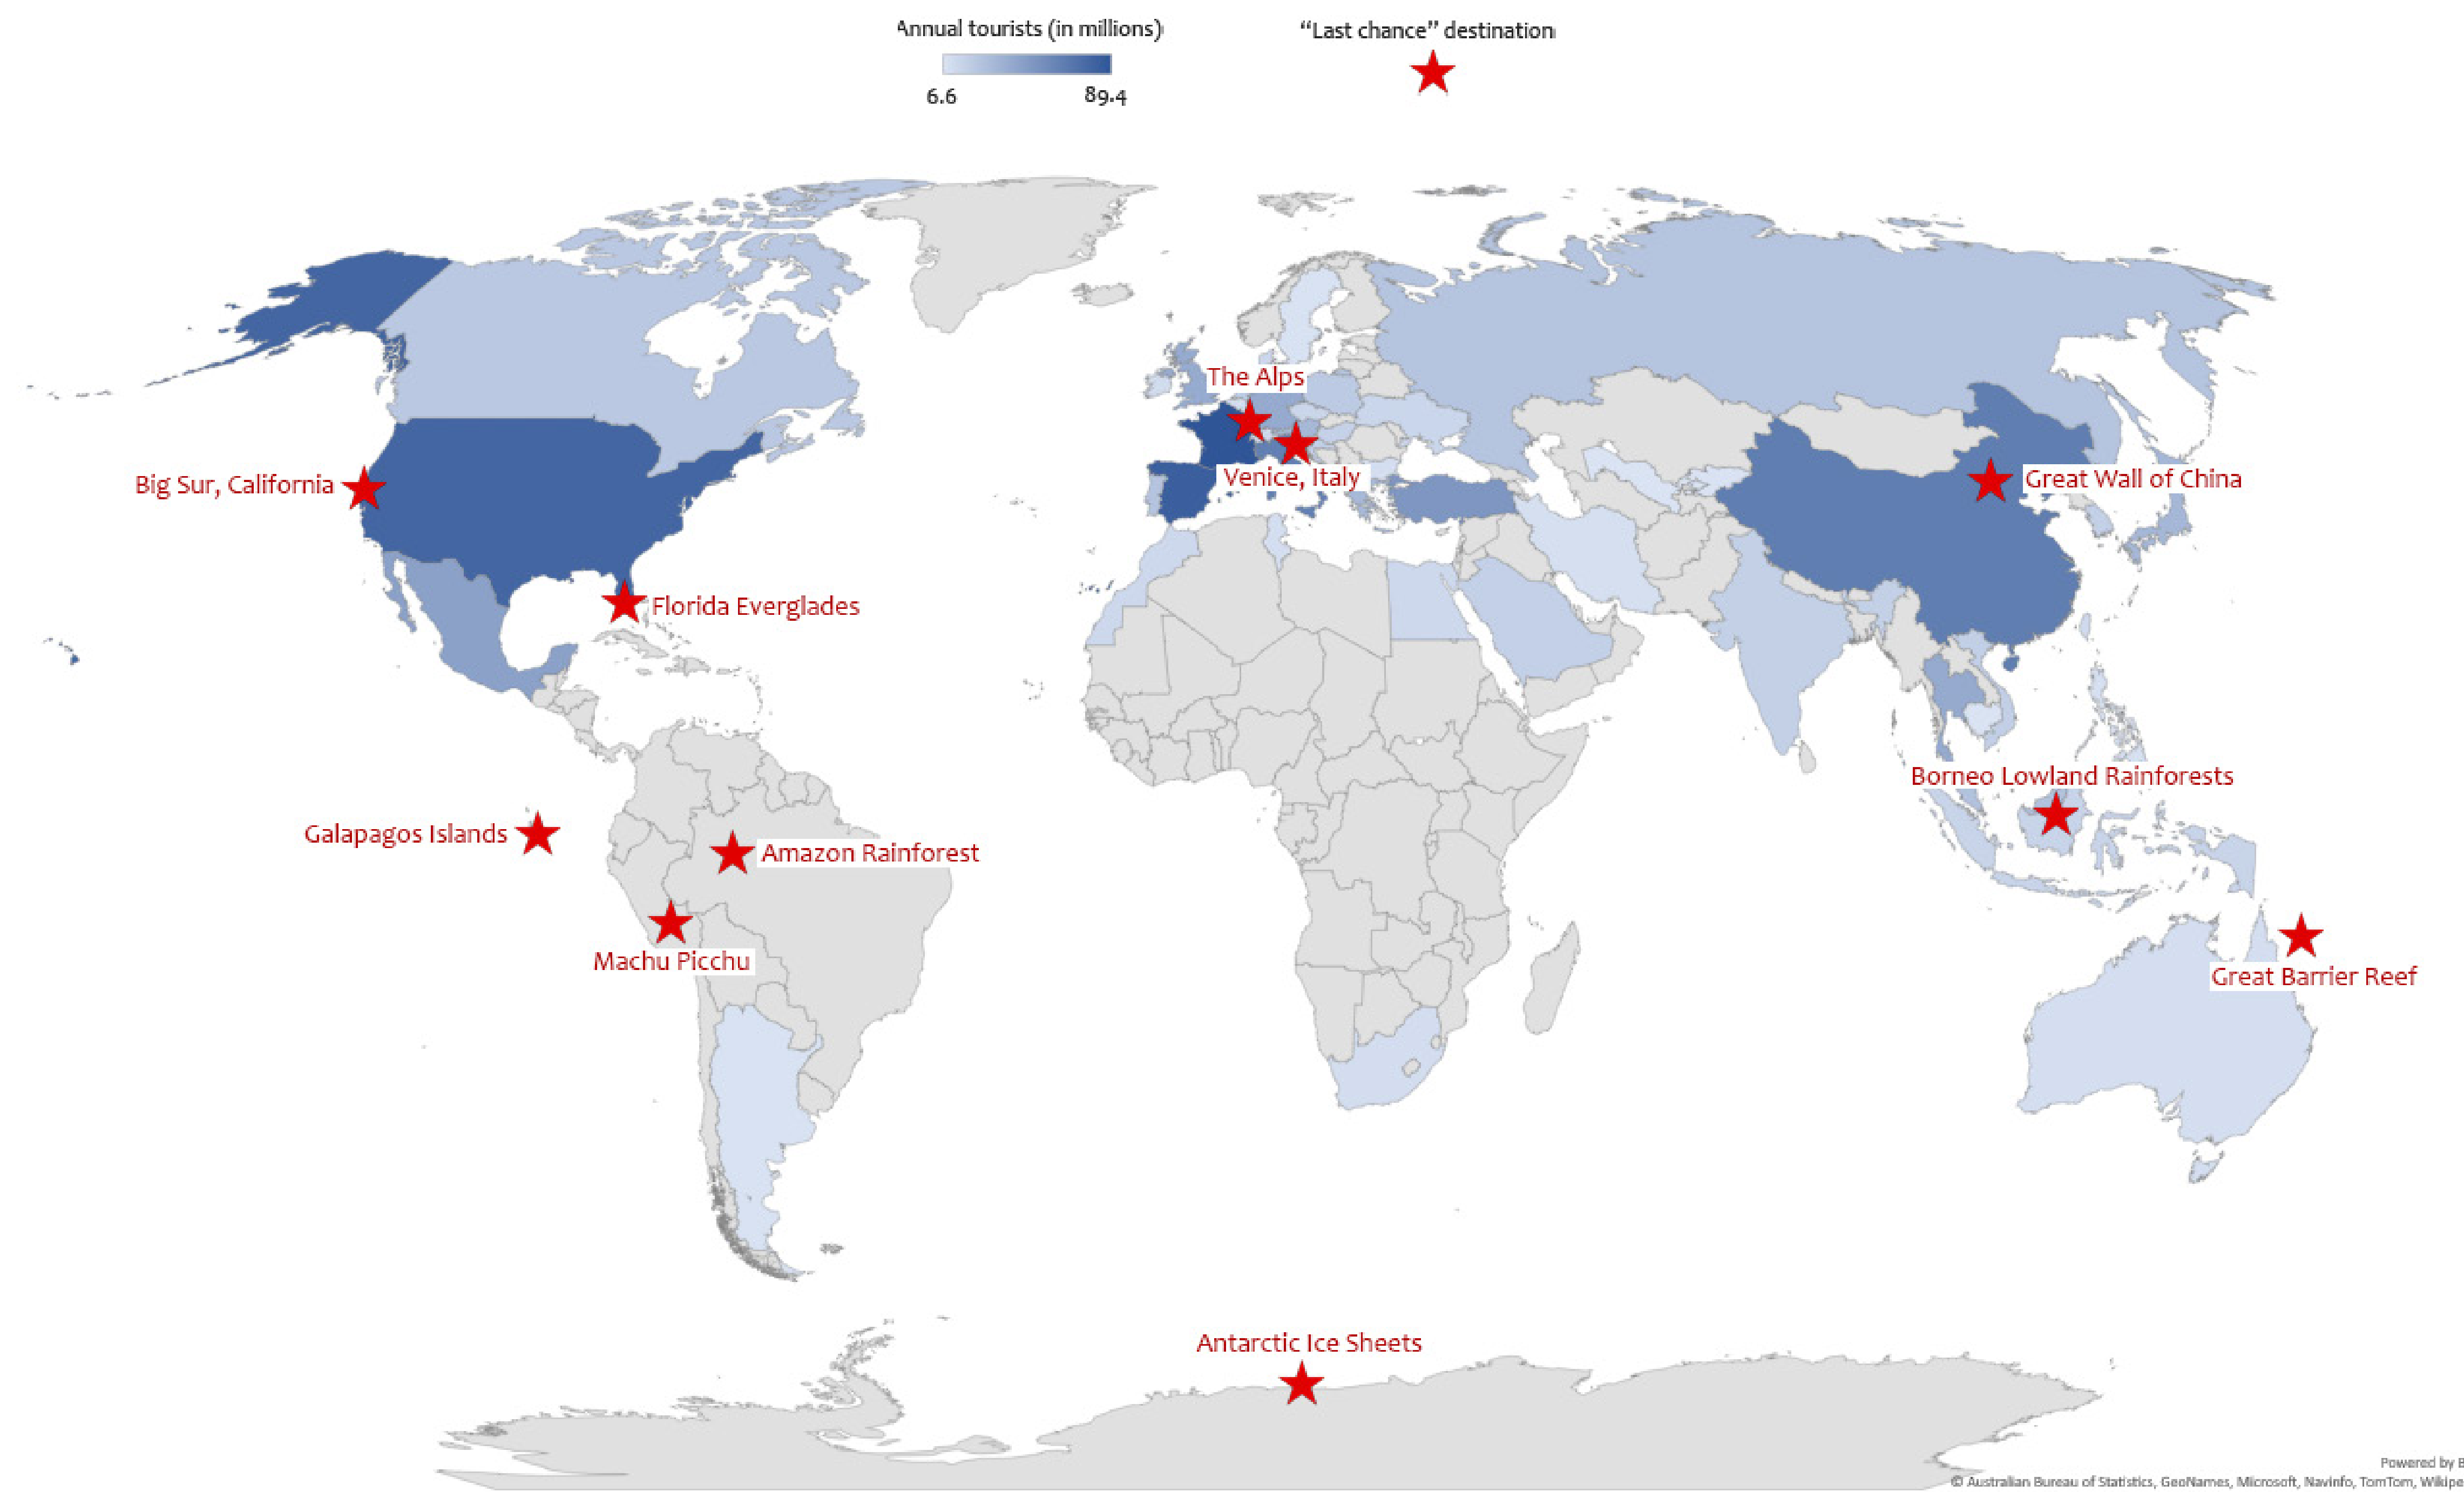 Annual tourists (in millions)
“Last chance” destination
6.6
89.4
The Alps
Big Sur, California
Venice, Italy
Great Wall of China
Florida Everglades
Borneo Lowland Rainforests
Galapagos Islands
Amazon Rainforest
Machu Picchu
Great Barrier Reef
Antarctic Ice Sheets
Powered by B
© Australian Bureau of Statistics, GeoNames, Microsoft, Navinfo, TomTom, Wikipe